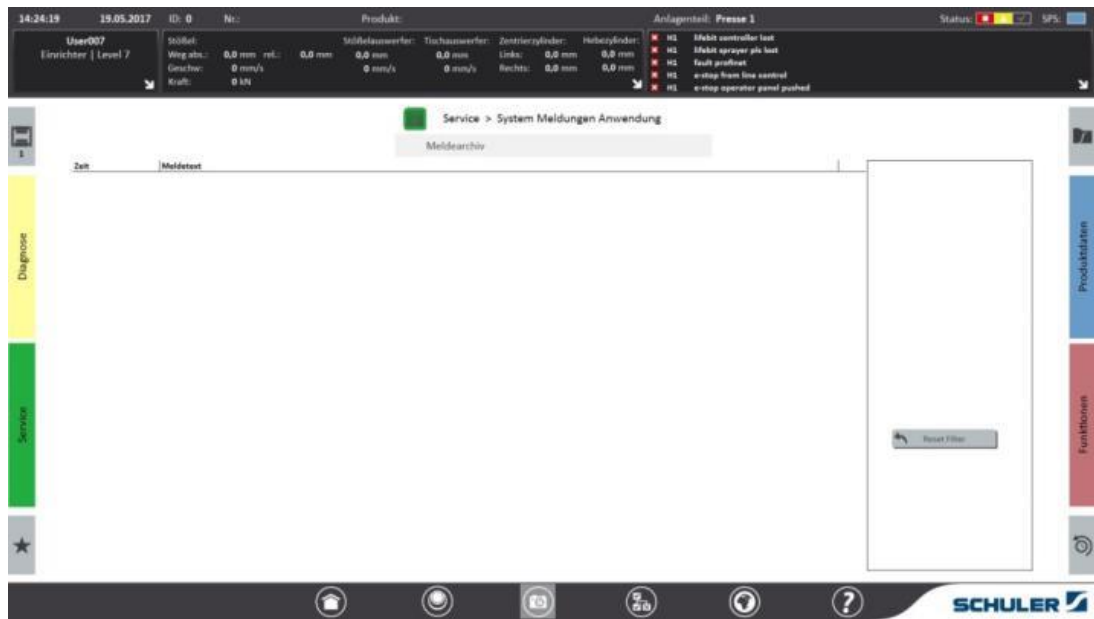 14:24:19 19.05.2017 ID: 0 Nr.: Produkt: Anlagenteil: Presse 1 Status: SPS:
User007
Einrichter | Level 7
Stößel: Stößelauswerfer: Tischauswerfer: Zentrierzylinder: Hebezylinder:
Weg abs.: 0,0 mm rel.: 0,0 mm 0,0 mm 0,0 mm Links: 0,0 mm 0,0 mm
Geschw: 0 mm/s 0 mm/s 0 mm/s Rechts: 0,0 mm 0,0 mm
Kraft: 0 kN
H1 lifebit controller lost
H1 lifebit sprayer plc lost
H1 fault profinet
H1 e-stop from line control
H1 e-stop operator panel pushed
Service > System Meldungen Anwendung
Meldearchiv
Zeit Meldetext
1
Diagnose
Service
Produktdaten
Funktionen
Reset Filter
SCHULER